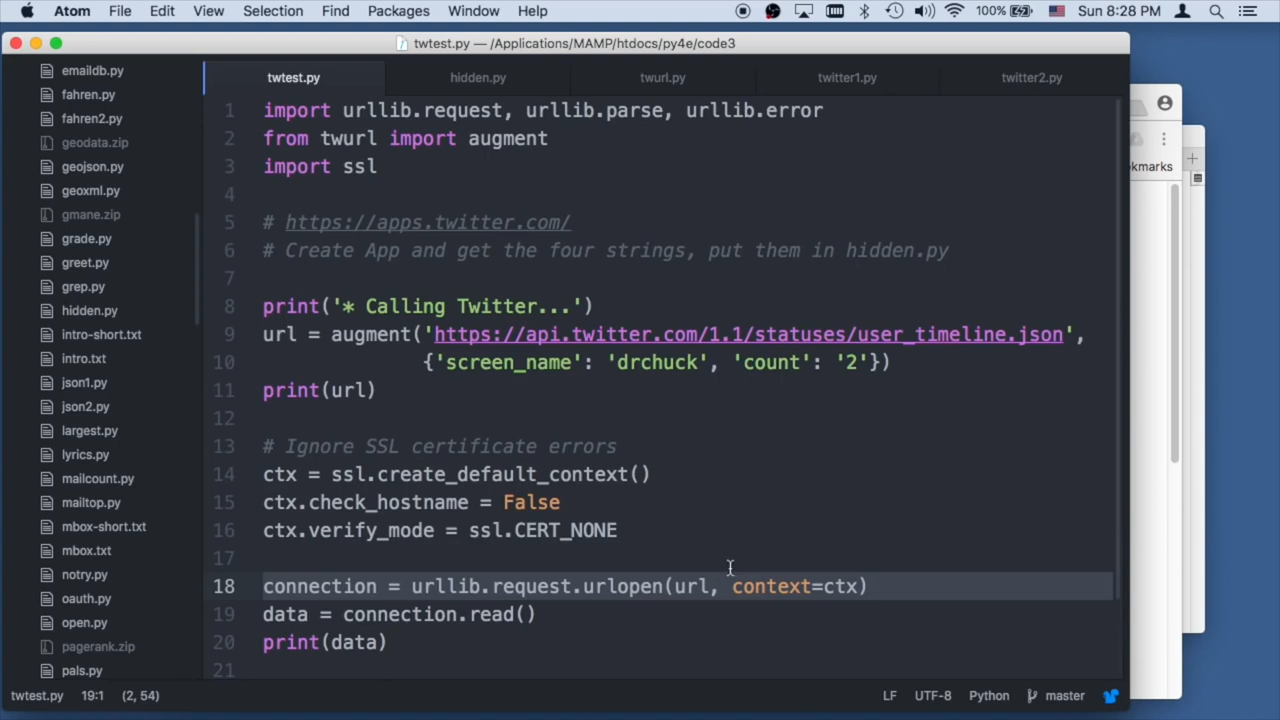 Atom File Edit View Selection Find Packages Window Help 100% Sun 8:28 PM
twtest.py — /Applications/MAMP/htdocs/py4e/code3
emaildb.py
fahren.py
fahren2.py
geodata.zip
geojson.py
geoxml.py
gmane.zip
grade.py
greet.py
grep.py
hidden.py
intro-short.txt
intro.txt
json1.py
json2.py
largest.py
lyrics.py
mailcount.py
mailtop.py
mbox-short.txt
mbox.txt
notry.py
oauth.py
open.py
pagerank.zip
pals.py
twtest.py hidden.py twurl.py twitter1.py twitter2.py
1 import urllib.request, urllib.parse, urllib.error
2 from twurl import augment
3 import ssl
4
5 # https://apps.twitter.com/
6 # Create App and get the four strings, put them in hidden.py
7
8 print('* Calling Twitter...')
9 url = augment('https://api.twitter.com/1.1/statuses/user_timeline.json',
10 {'screen_name': 'drchuck', 'count': '2'})
11 print(url)
12
13 # Ignore SSL certificate errors
14 ctx = ssl.create_default_context()
15 ctx.check_hostname = False
16 ctx.verify_mode = ssl.CERT_NONE
17
18 connection = urllib.request.urlopen(url, context=ctx)
19 data = connection.read()
20 print(data)
21
okmarks
twtest.py 19:1 (2, 54) LF UTF-8 Python master